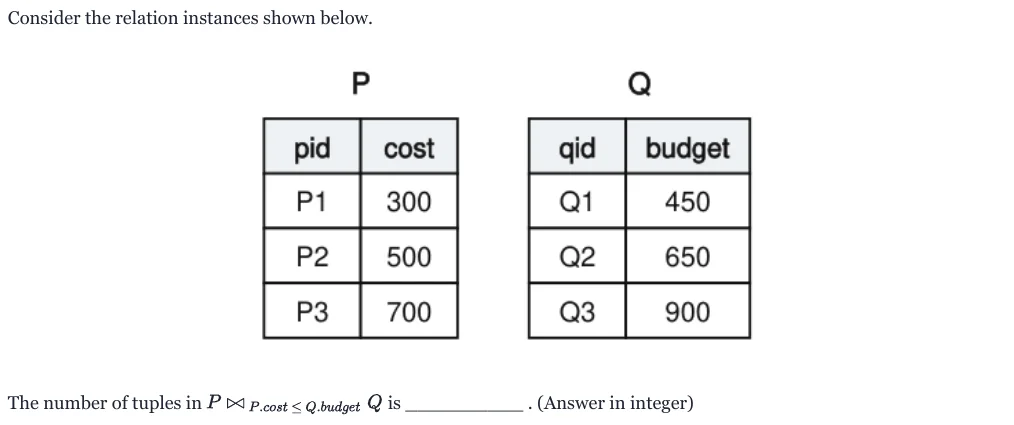 Consider the relation instances shown below.
P Q
pid cost qid budget
P1 300 Q1 450
P2 500 Q2 650
P3 700 Q3 900
The number of tuples in P ⋈ P.cost ≤ Q.budget Q is ____________ . (Answer in integer)